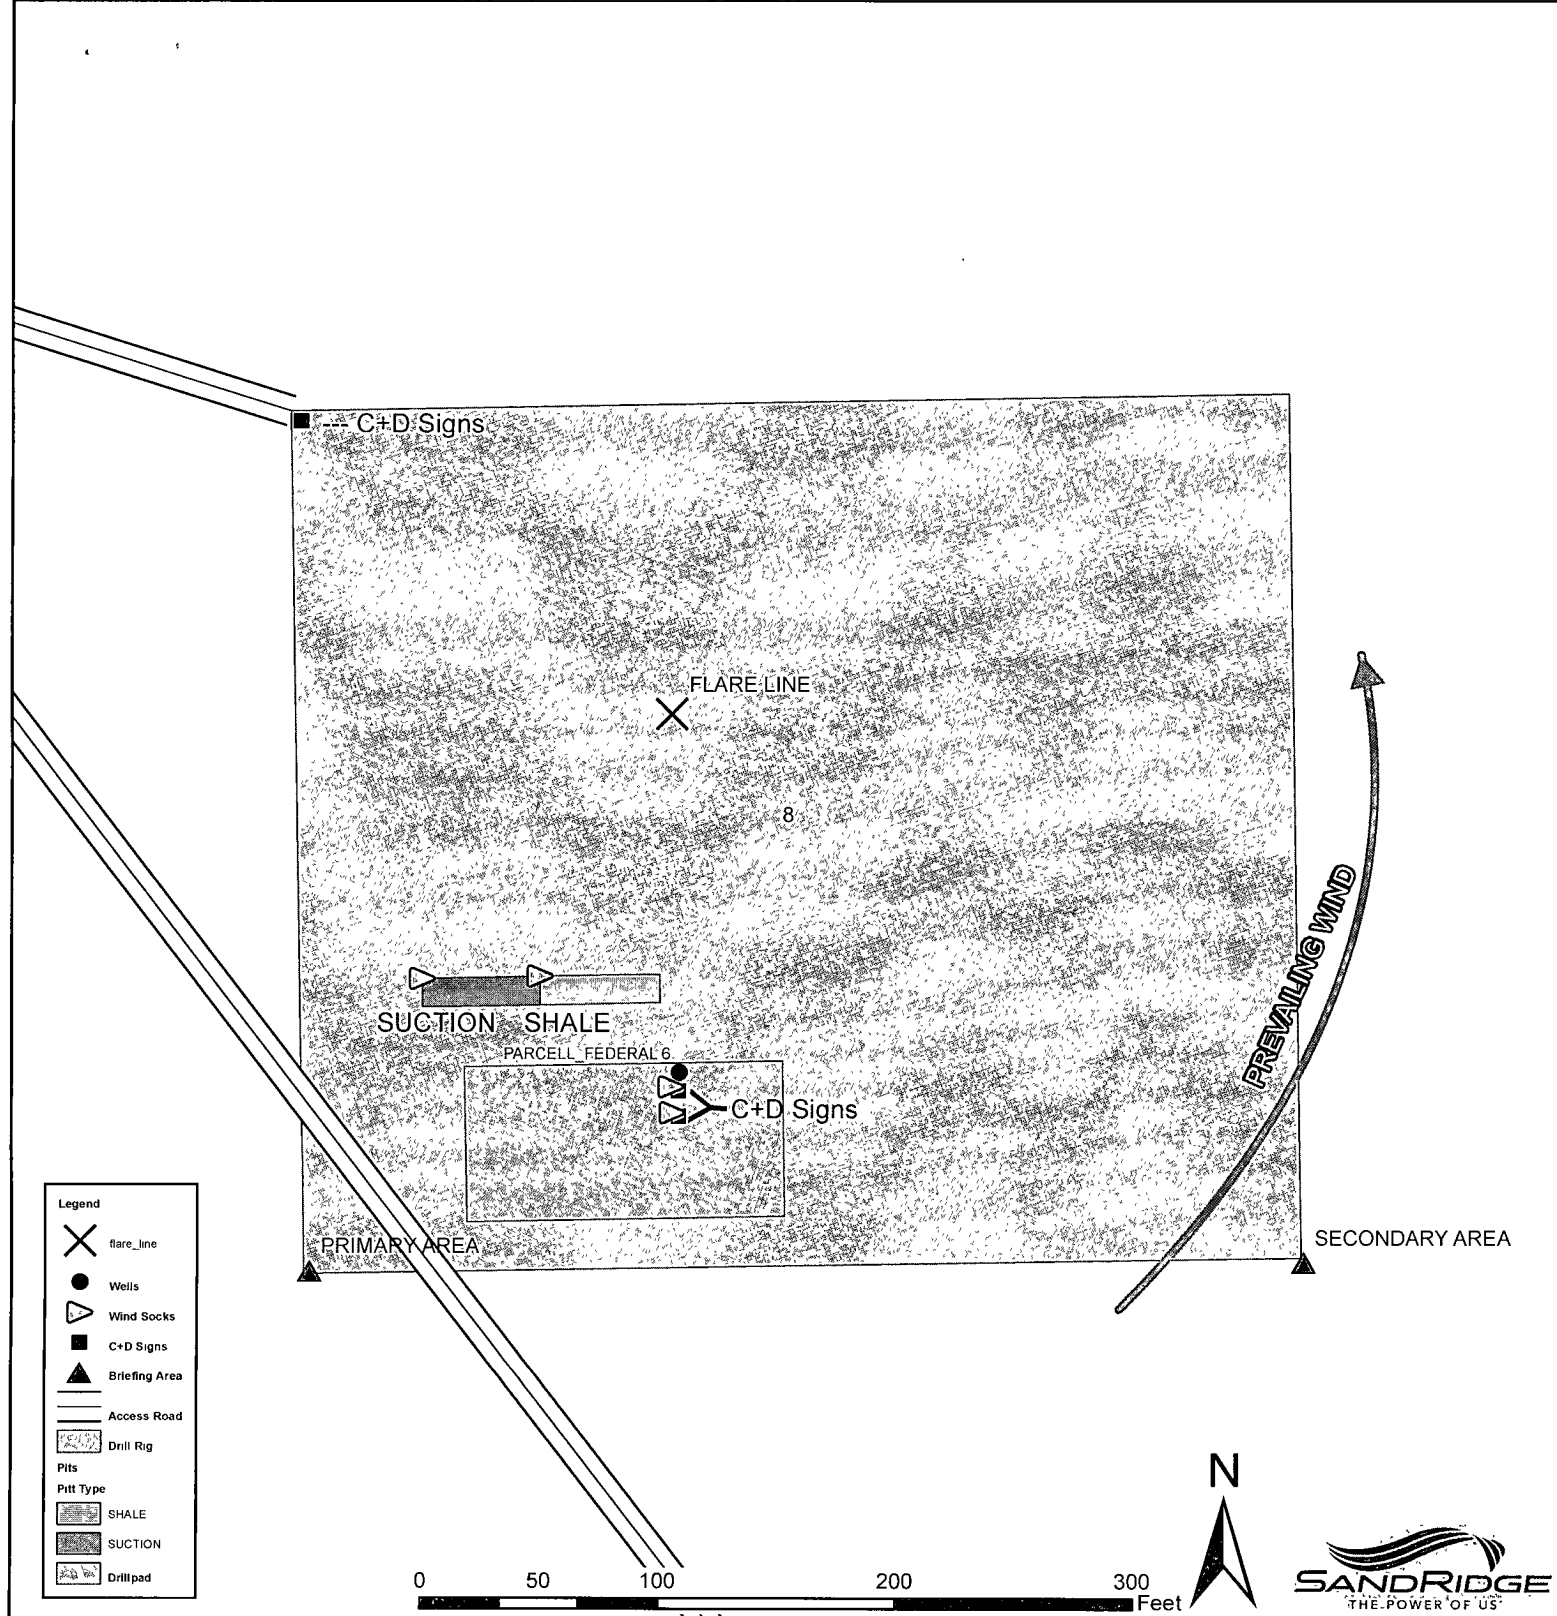 --- C+D Signs
FLARE LINE
8
PREVAILING WIND
SUCTION SHALE
PARCELL_FEDERAL 6
C+D Signs
PRIMARY AREA
SECONDARY AREA
Legend
flare_line
Wells
Wind Socks
C+D Signs
Briefing Area
Access Road
Drill Rig
Pits
Pitt Type
SHALE
SUCTION
Drillpad
N
0 50 100 200 300
Feet
SANDRIDGE
THE POWER OF US